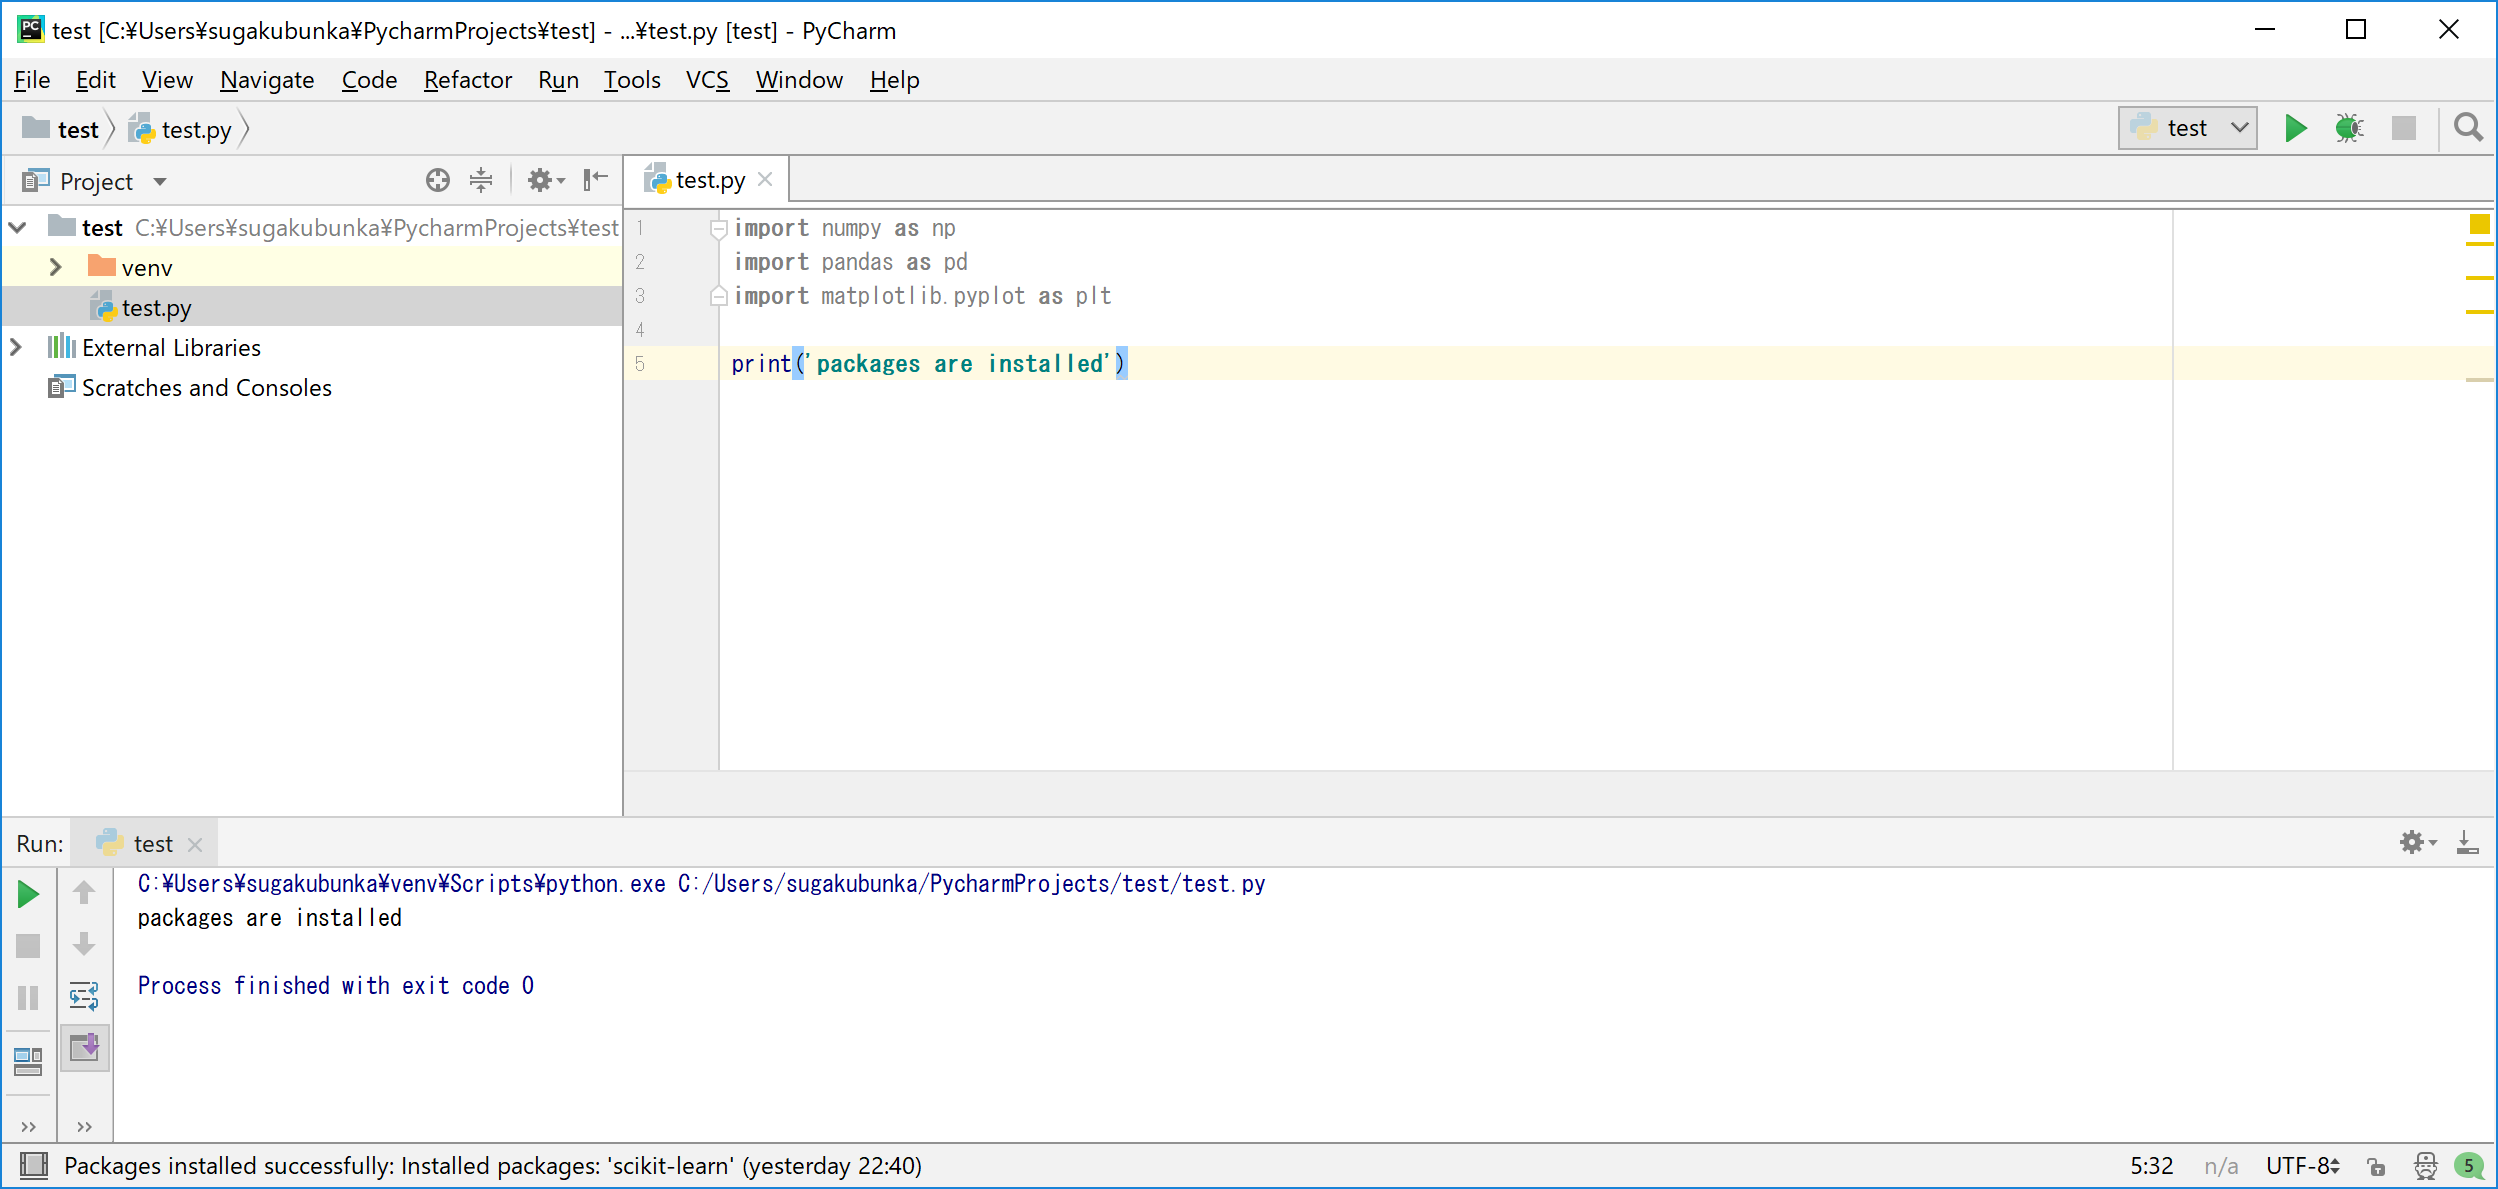 test [C:¥Users¥sugakubunka¥PycharmProjects¥test] - ...¥test.py [test] - PyCharm
File Edit View Navigate Code Refactor Run Tools VCS Window Help
test test.py test
Project test.py
test C:¥Users¥sugakubunka¥PycharmProjects¥test
venv
test.py
External Libraries
Scratches and Consoles
1 import numpy as np
2 import pandas as pd
3 import matplotlib.pyplot as plt
4
5 print('packages are installed')
Run: test
C:¥Users¥sugakubunka¥venv¥Scripts¥python.exe C:/Users/sugakubunka/PycharmProjects/test/test.py
packages are installed
Process finished with exit code 0
Packages installed successfully: Installed packages: 'scikit-learn' (yesterday 22:40) 5:32 n/a UTF-8 5